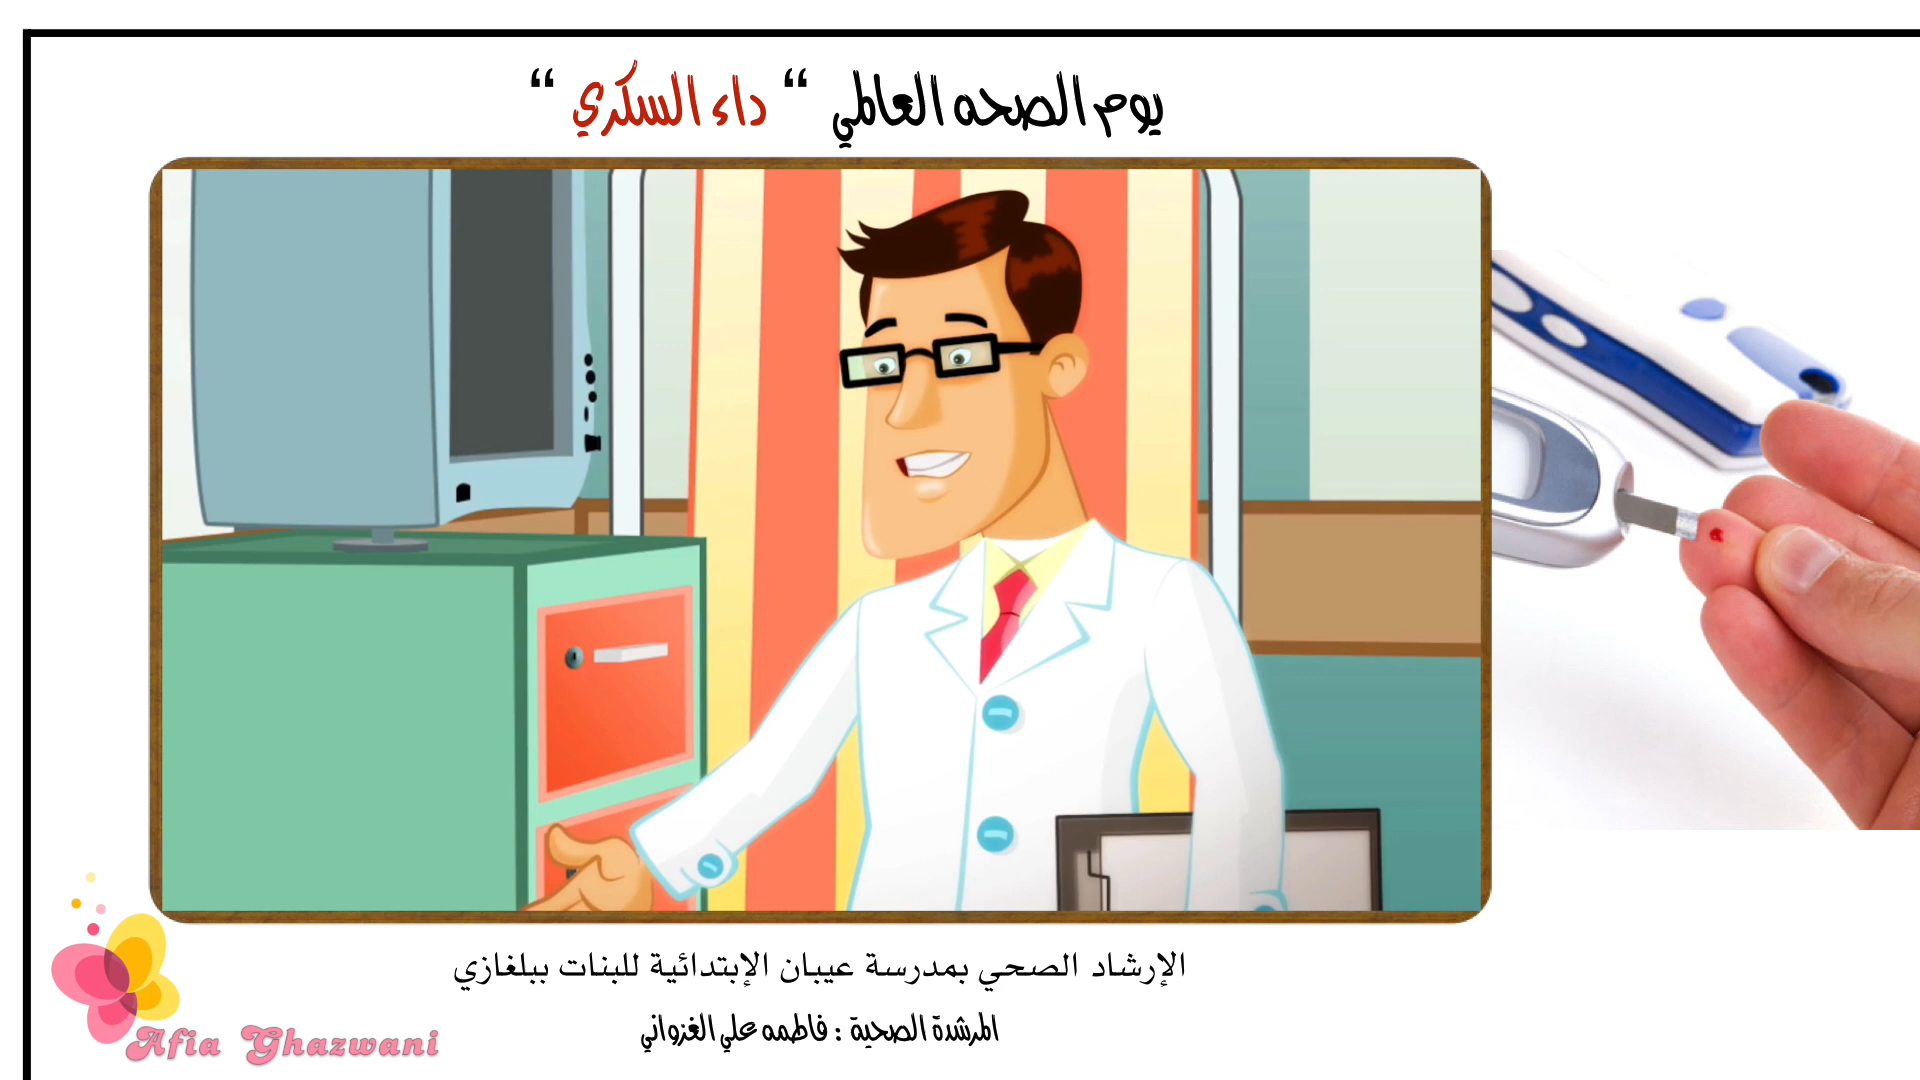 يوم الصحه العالمي “ داء السكري “
الإرشاد الصحي بمدرسة عيبان الإبتدائية للبنات ببلغازي
المرشدة الصحية : فاطمه علي الغزواني
Afia Ghazwani